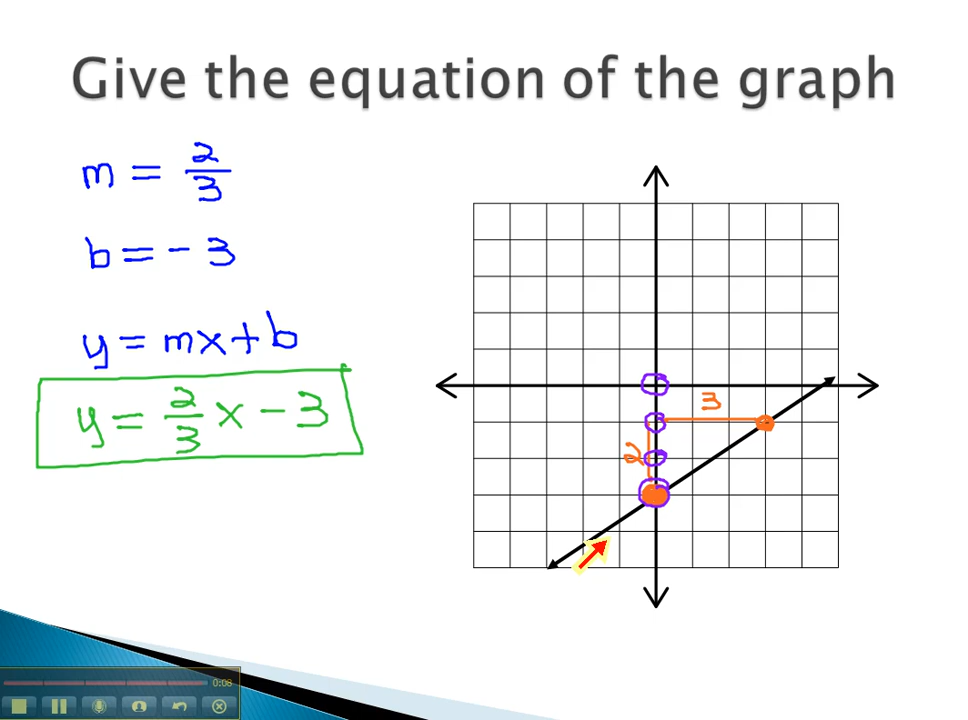 Give the equation of the graph
m = 2/3
b = - 3
y = mx + b
y = 2/3 x - 3
3
2
0:08